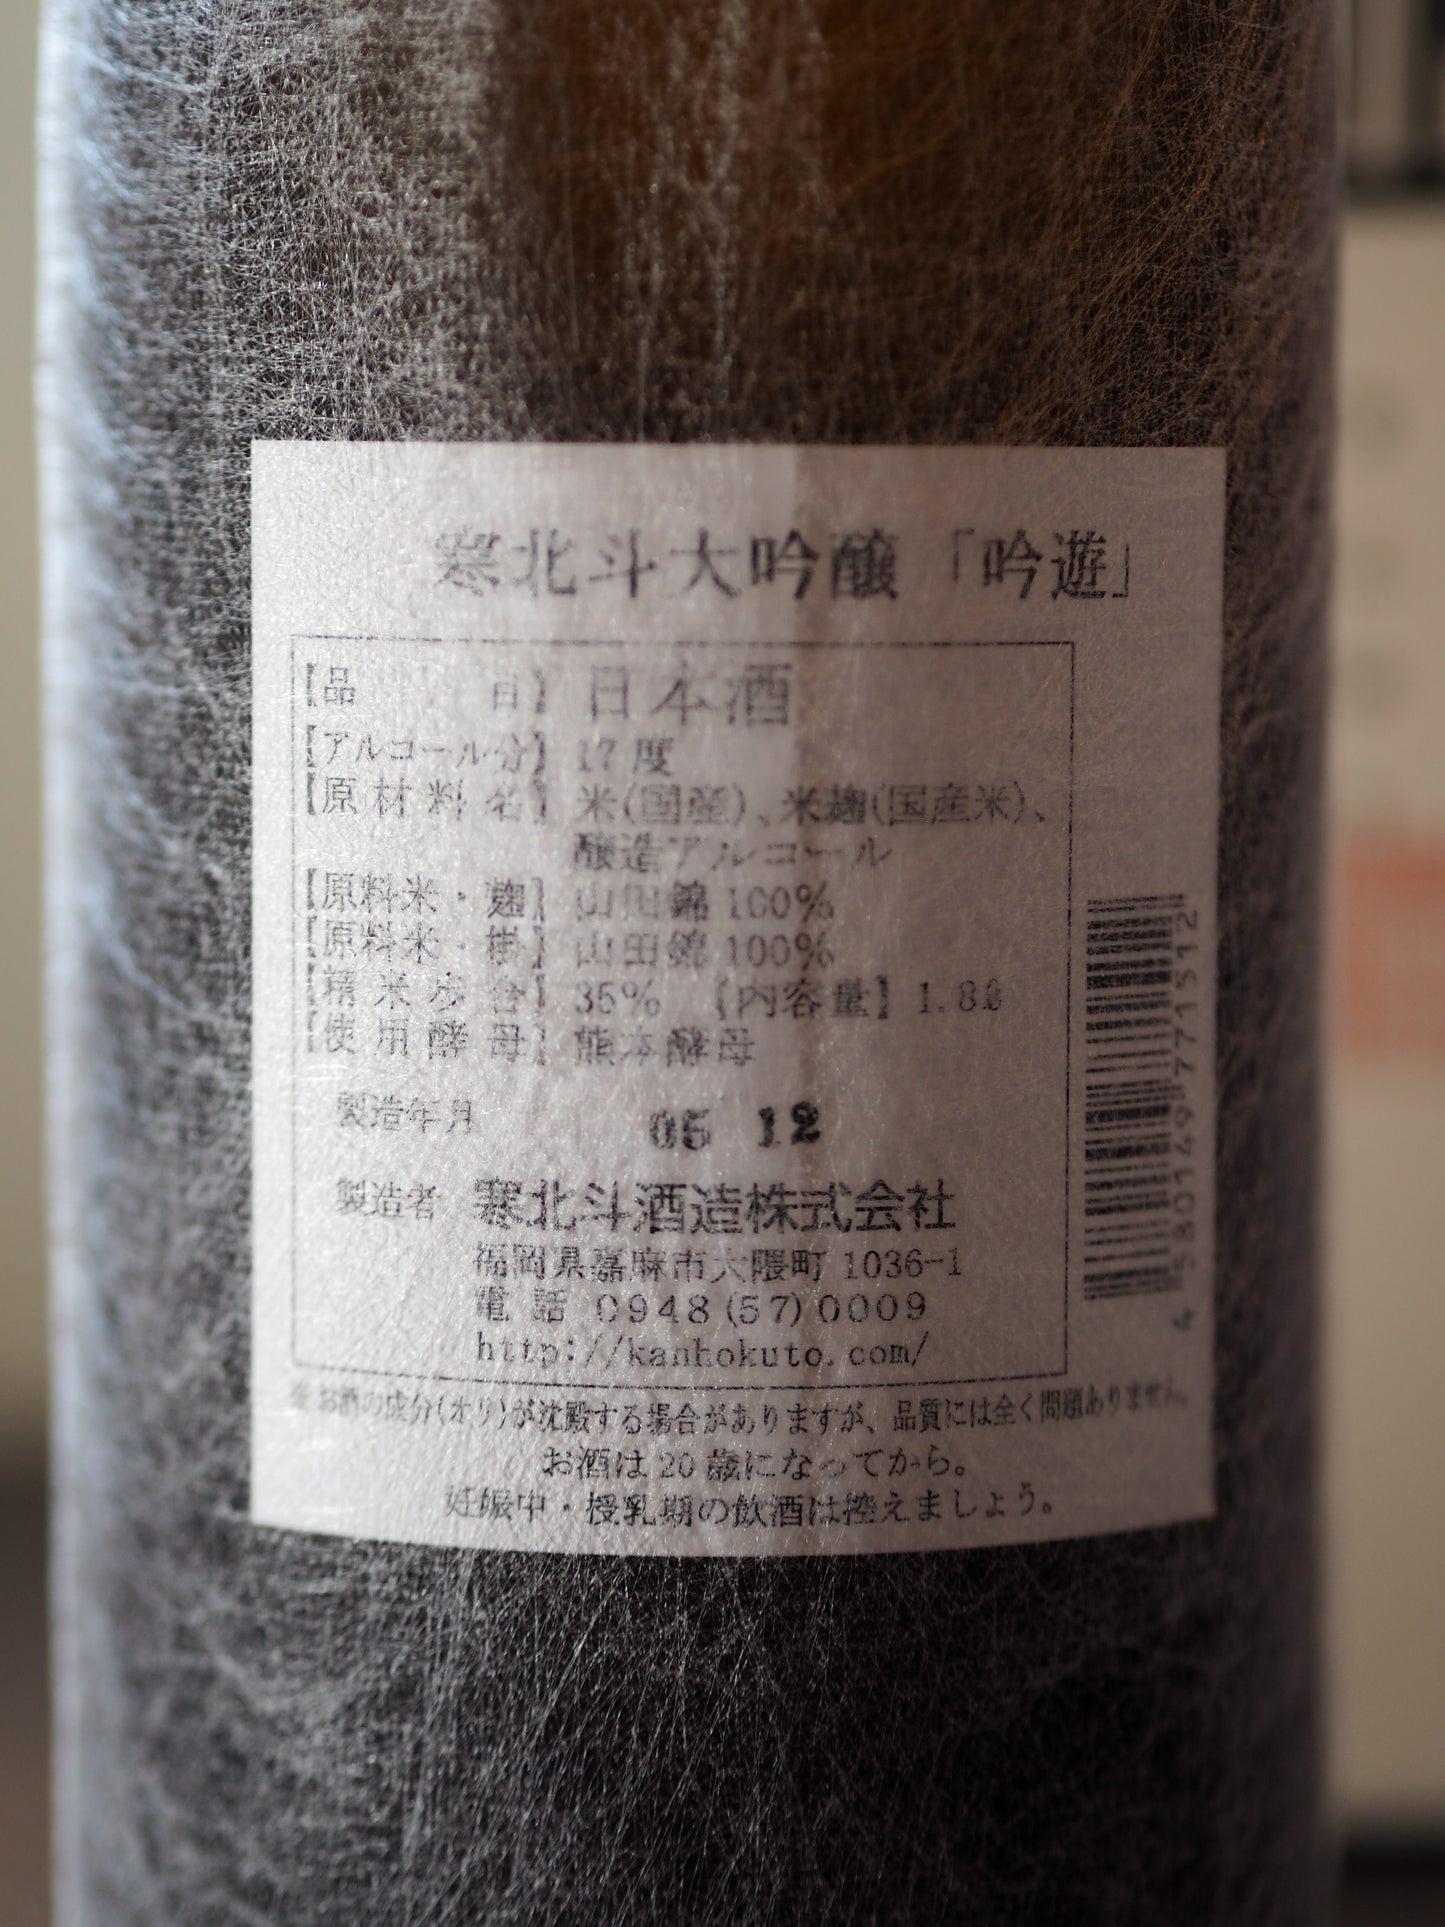 寒北斗大吟醸「吟遊」
【品目】日本酒
【アルコール分】17度
【原材料名】米(国産)、米麹(国産米)、
醸造アルコール
【原料米・麹】山田錦100%
【原料米・掛】山田錦100%
【精米歩合】35% 【内容量】1.8ℓ
【使用酵母】熊本酵母
製造年月 05 12
製造者 寒北斗酒造株式会社
福岡県嘉麻市大隈町1036-1
電話 0948(57)0009
http://kanhokuto.com/
※お酒の成分(オリ)が沈殿する場合がありますが、品質には全く問題ありません。
お酒は20歳になってから。
妊娠中・授乳期の飲酒は控えましょう。
4580149771512